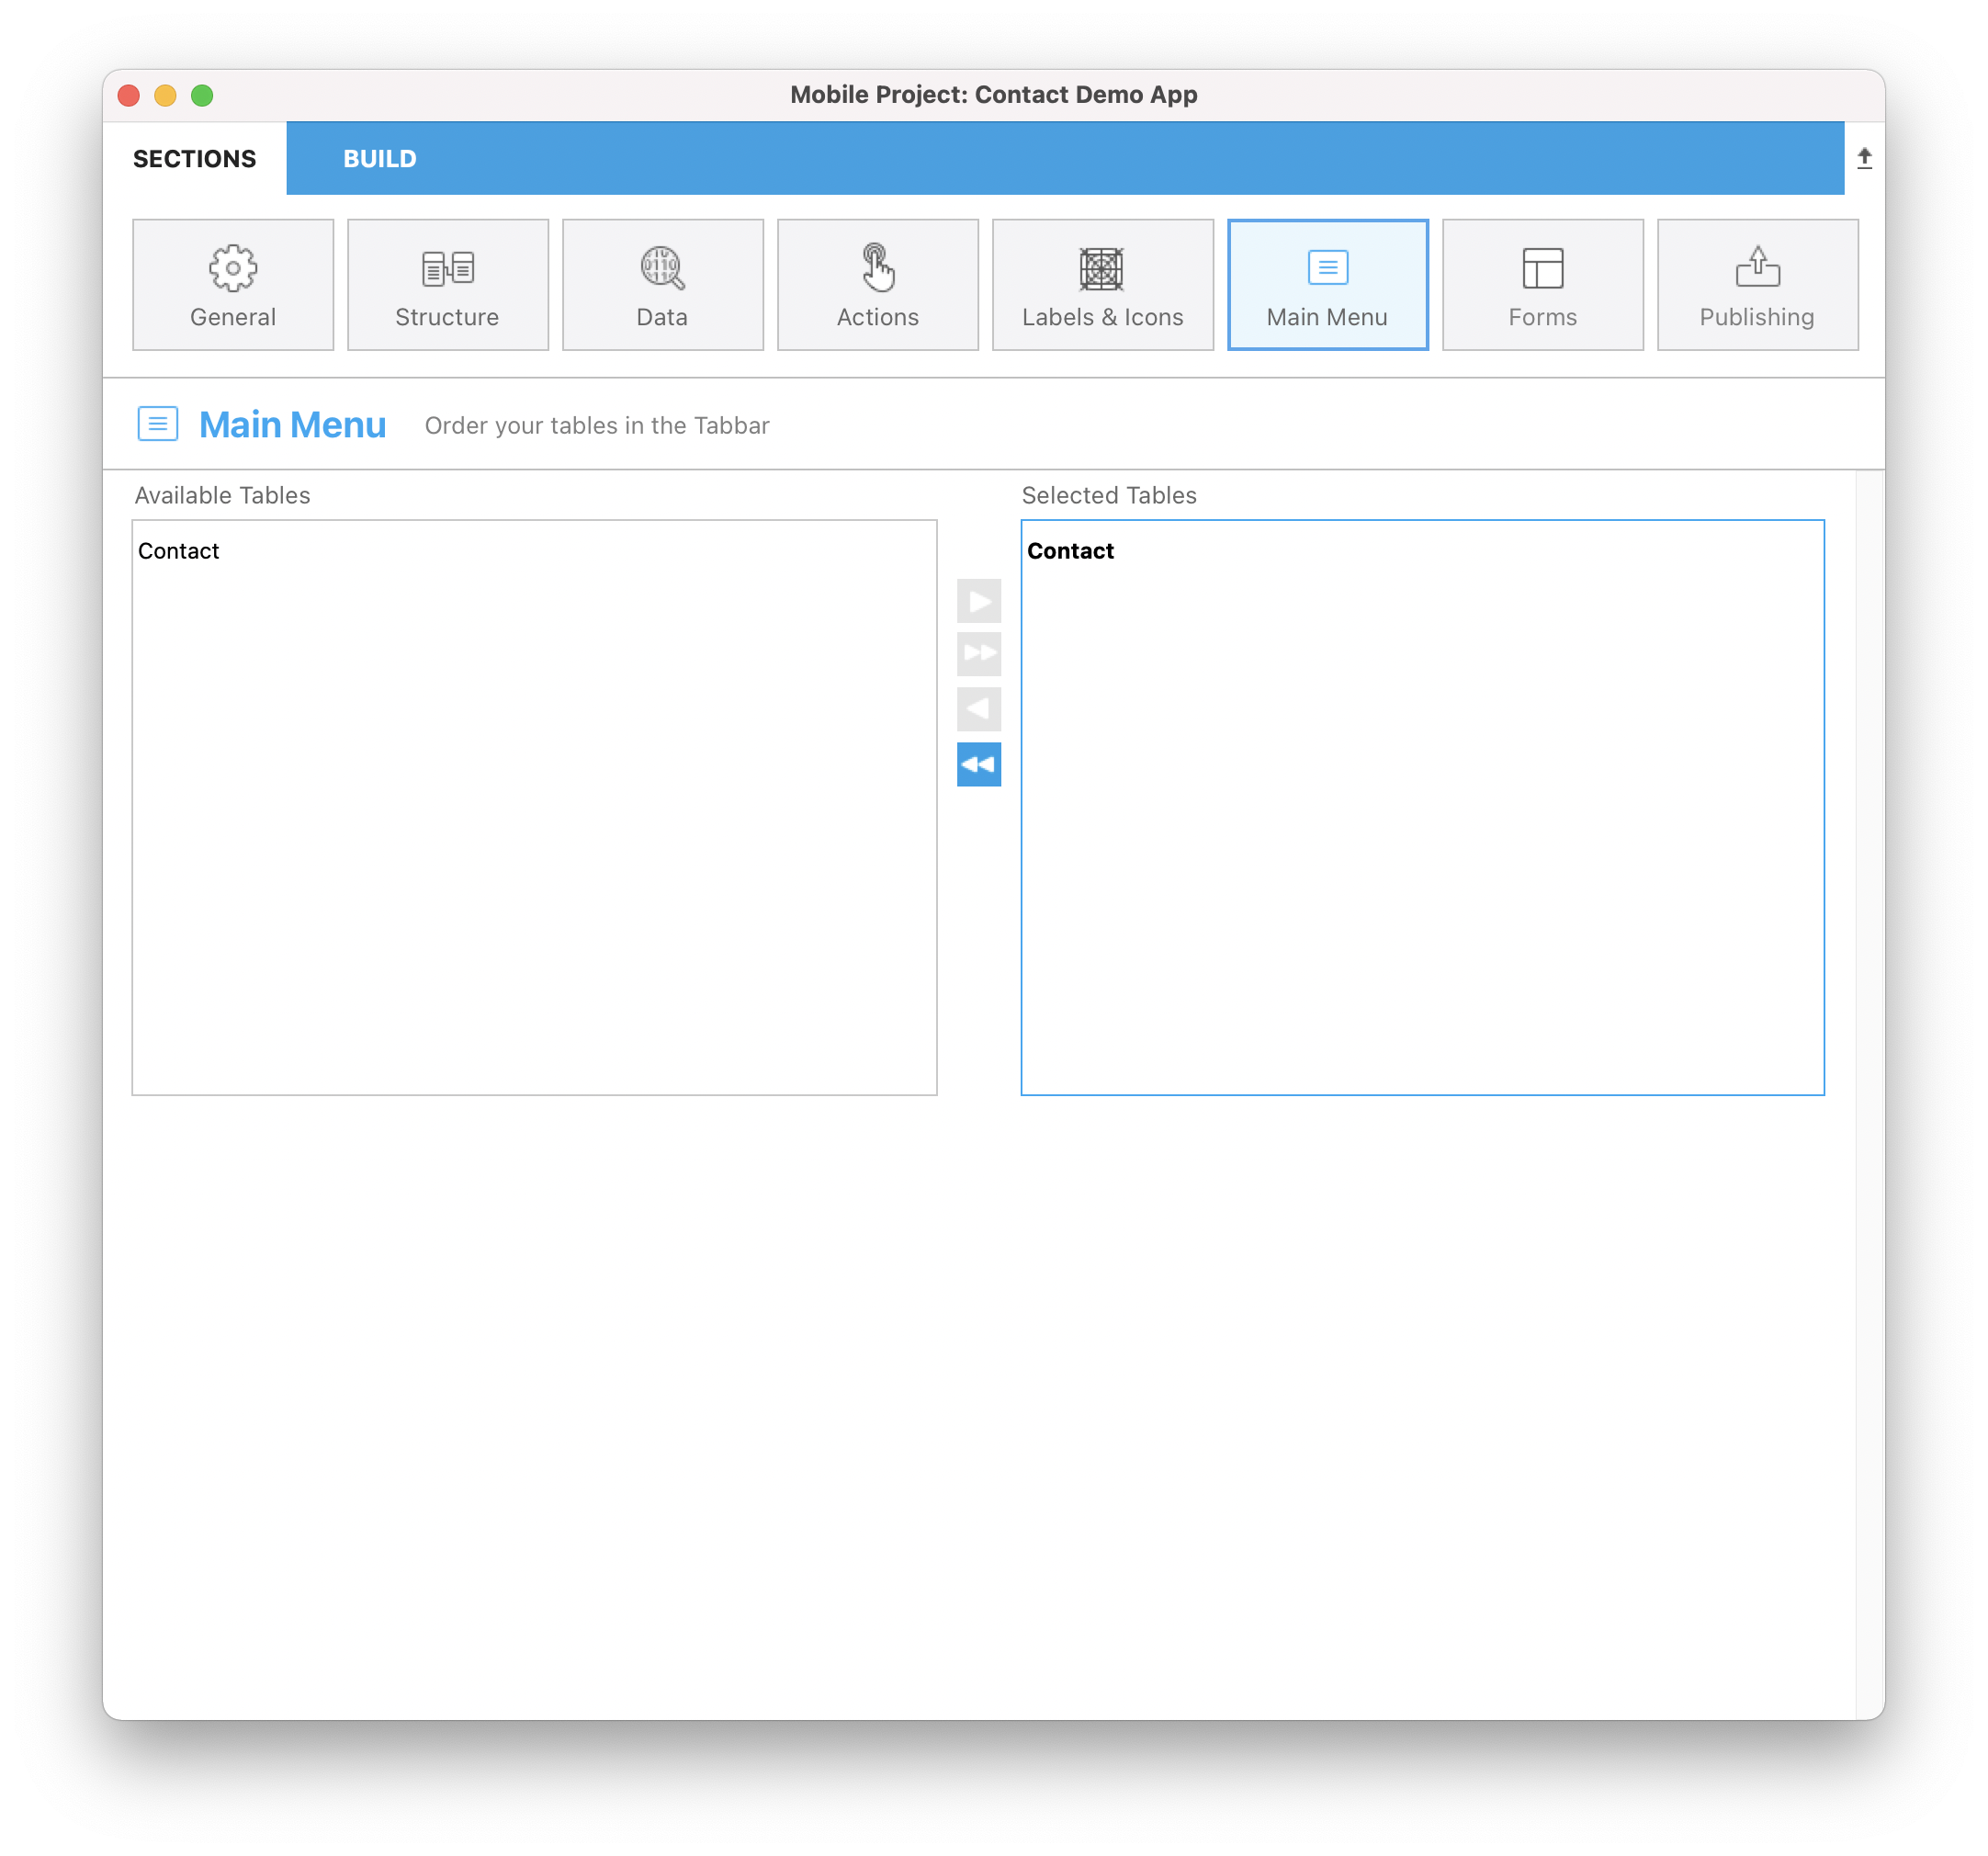 Mobile Project: Contact Demo App
SECTIONS BUILD
General Structure Data Actions Labels & Icons Main Menu Forms Publishing
Main Menu Order your tables in the Tabbar
Available Tables Selected Tables
Contact Contact